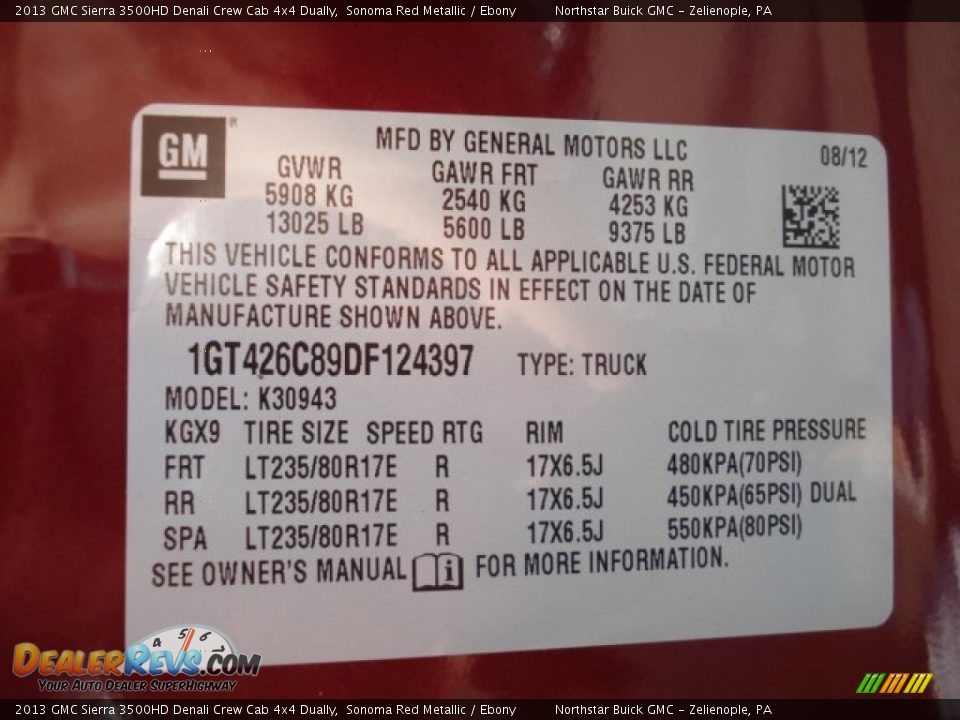 2013 GMC Sierra 3500HD Denali Crew Cab 4x4 Dually, Sonoma Red Metallic / Ebony Northstar Buick GMC - Zelienople, PA
GM ®
MFD BY GENERAL MOTORS LLC 08/12
GVWR GAWR FRT GAWR RR
5908 KG 2540 KG 4253 KG
13025 LB 5600 LB 9375 LB
THIS VEHICLE CONFORMS TO ALL APPLICABLE U.S. FEDERAL MOTOR
VEHICLE SAFETY STANDARDS IN EFFECT ON THE DATE OF
MANUFACTURE SHOWN ABOVE.
1GT426C89DF124397 TYPE: TRUCK
MODEL: K30943
KGX9 TIRE SIZE SPEED RTG RIM COLD TIRE PRESSURE
FRT LT235/80R17E R 17X6.5J 480KPA(70PSI)
RR LT235/80R17E R 17X6.5J 450KPA(65PSI) DUAL
SPA LT235/80R17E R 17X6.5J 550KPA(80PSI)
SEE OWNER'S MANUAL i FOR MORE INFORMATION.
4 5 6 7
DEALERREVS.COM
Your Auto Dealer SuperHighway
2013 GMC Sierra 3500HD Denali Crew Cab 4x4 Dually, Sonoma Red Metallic / Ebony Northstar Buick GMC - Zelienople, PA